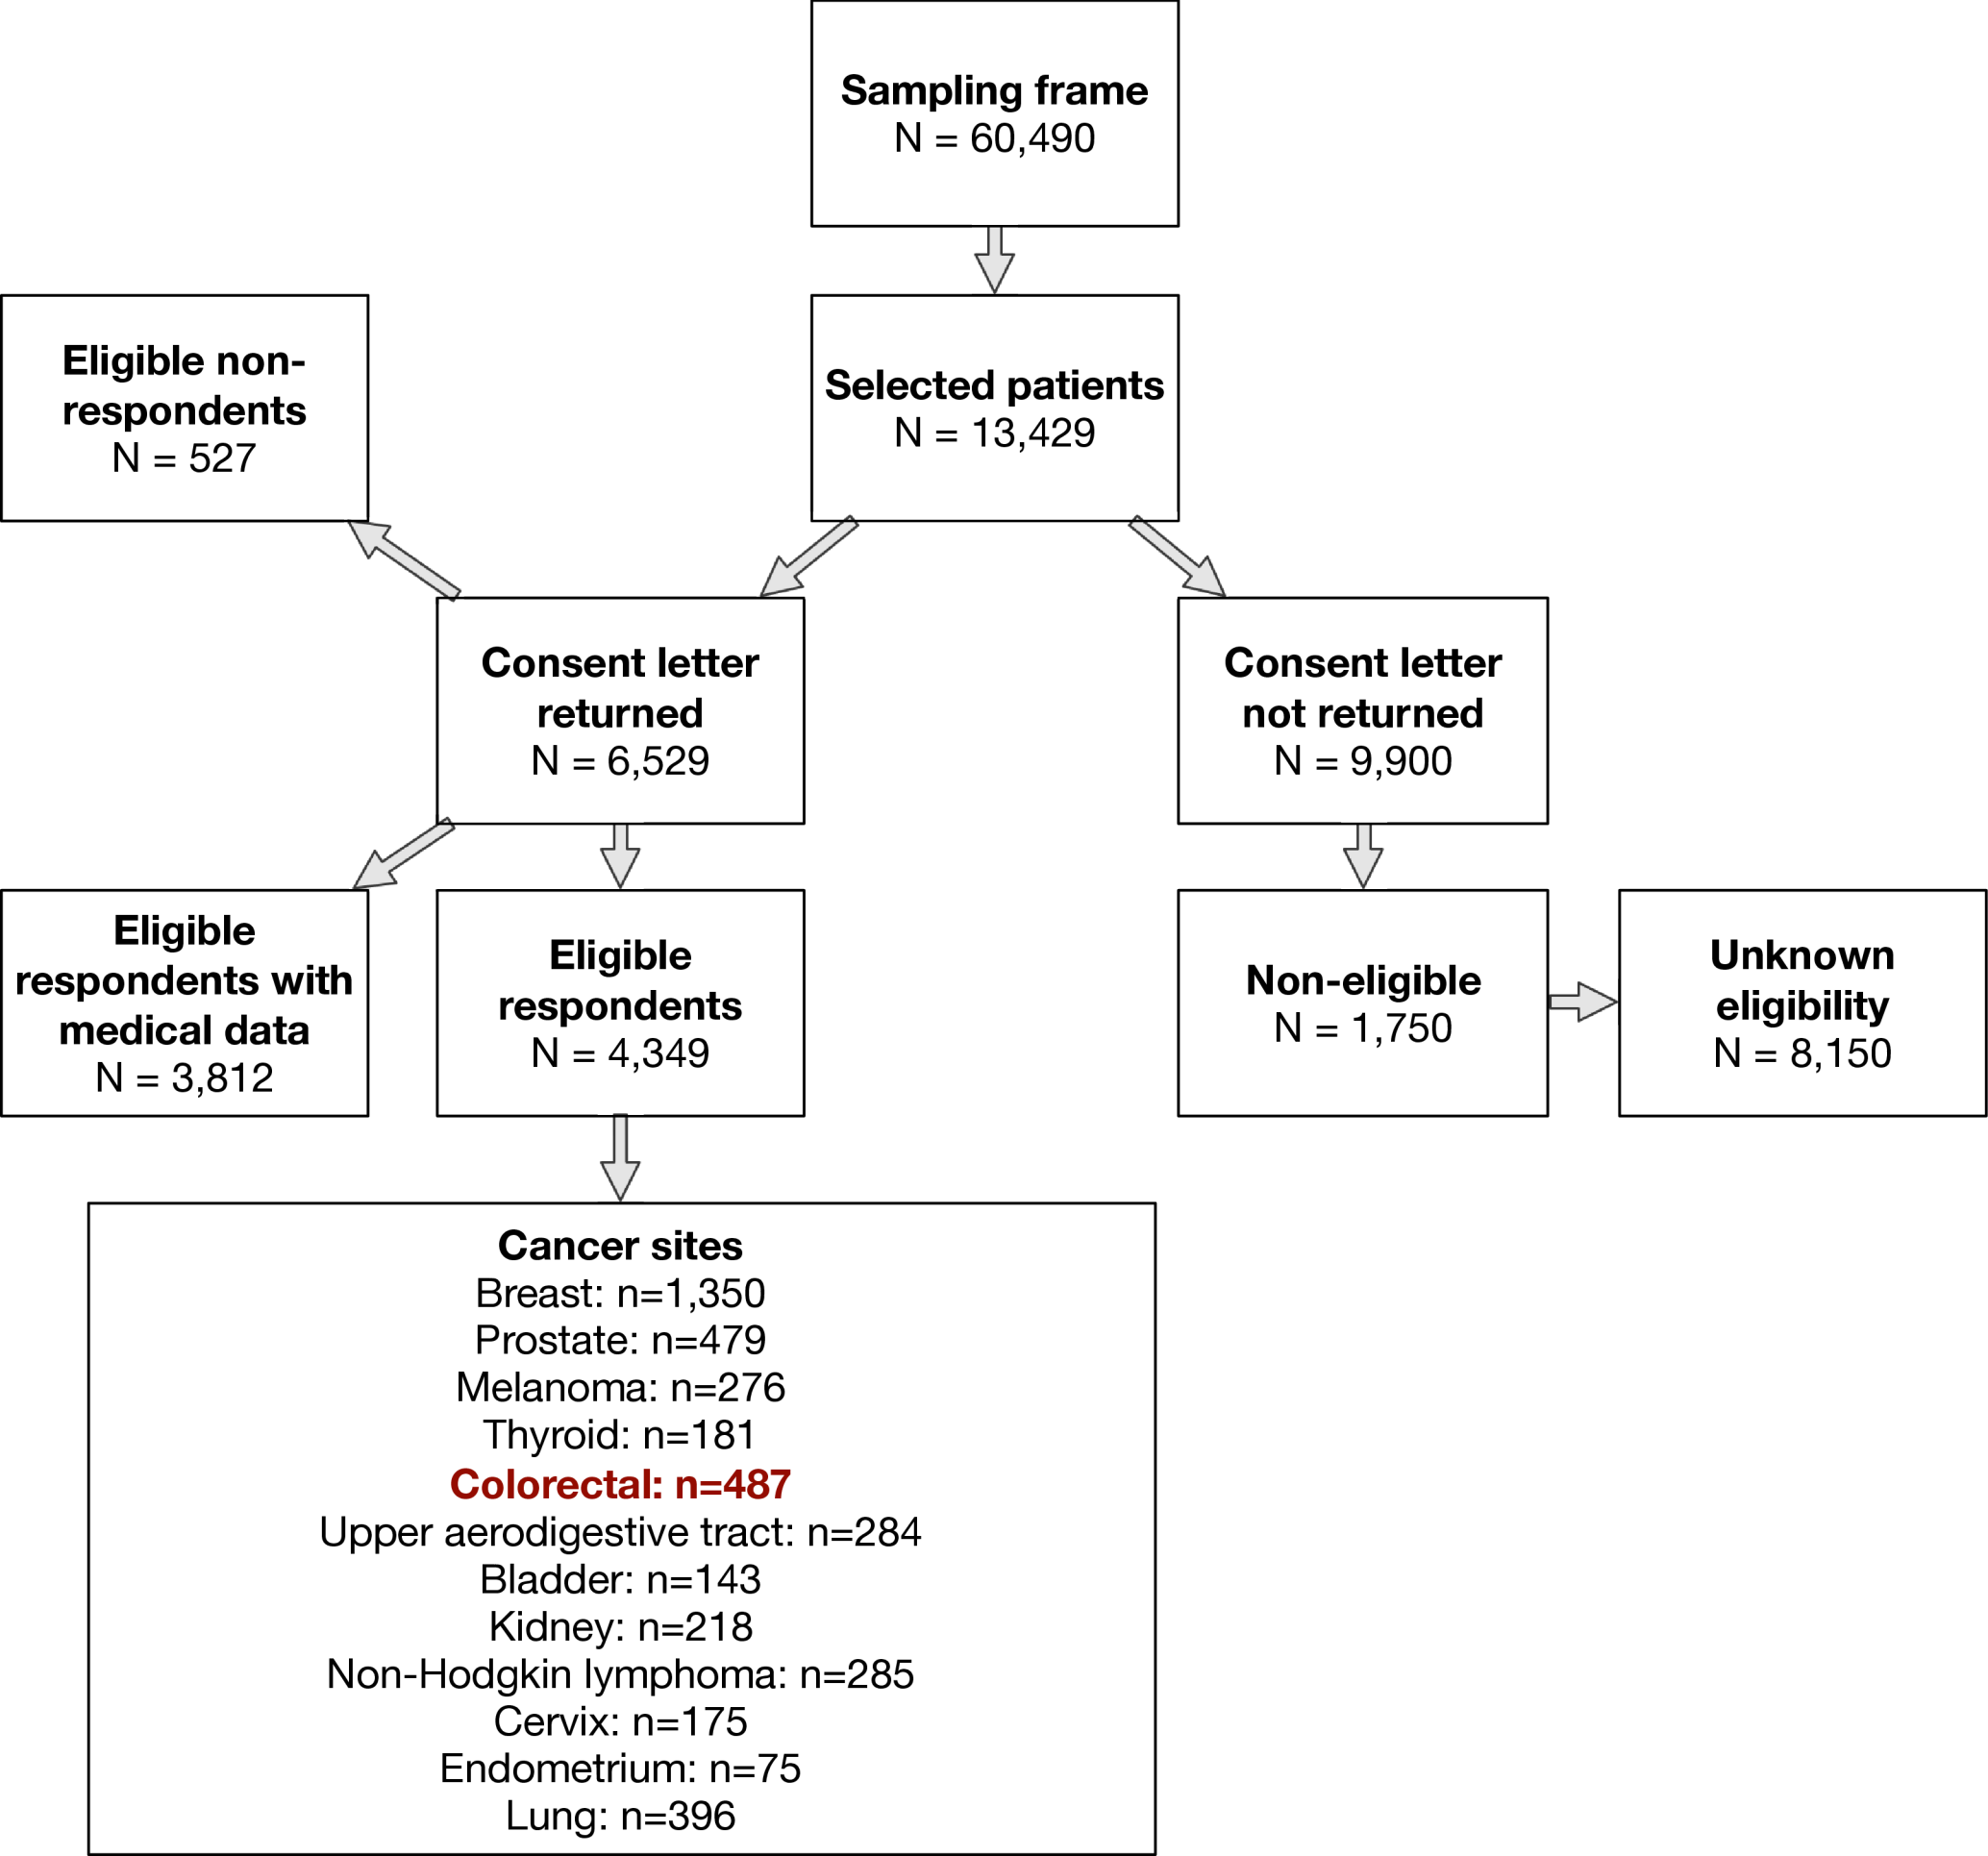 Sampling frame
N = 60,490
Eligible non-
respondents
N = 527
Selected patients
N = 13,429
Consent letter
returned
N = 6,529
Consent letter
not returned
N = 9,900
Eligible
respondents with
medical data
N = 3,812
Eligible
respondents
N = 4,349
Non-eligible
N = 1,750
Unknown
eligibility
N = 8,150
Cancer sites
Breast: n=1,350
Prostate: n=479
Melanoma: n=276
Thyroid: n=181
Colorectal: n=487
Upper aerodigestive tract: n=284
Bladder: n=143
Kidney: n=218
Non-Hodgkin lymphoma: n=285
Cervix: n=175
Endometrium: n=75
Lung: n=396